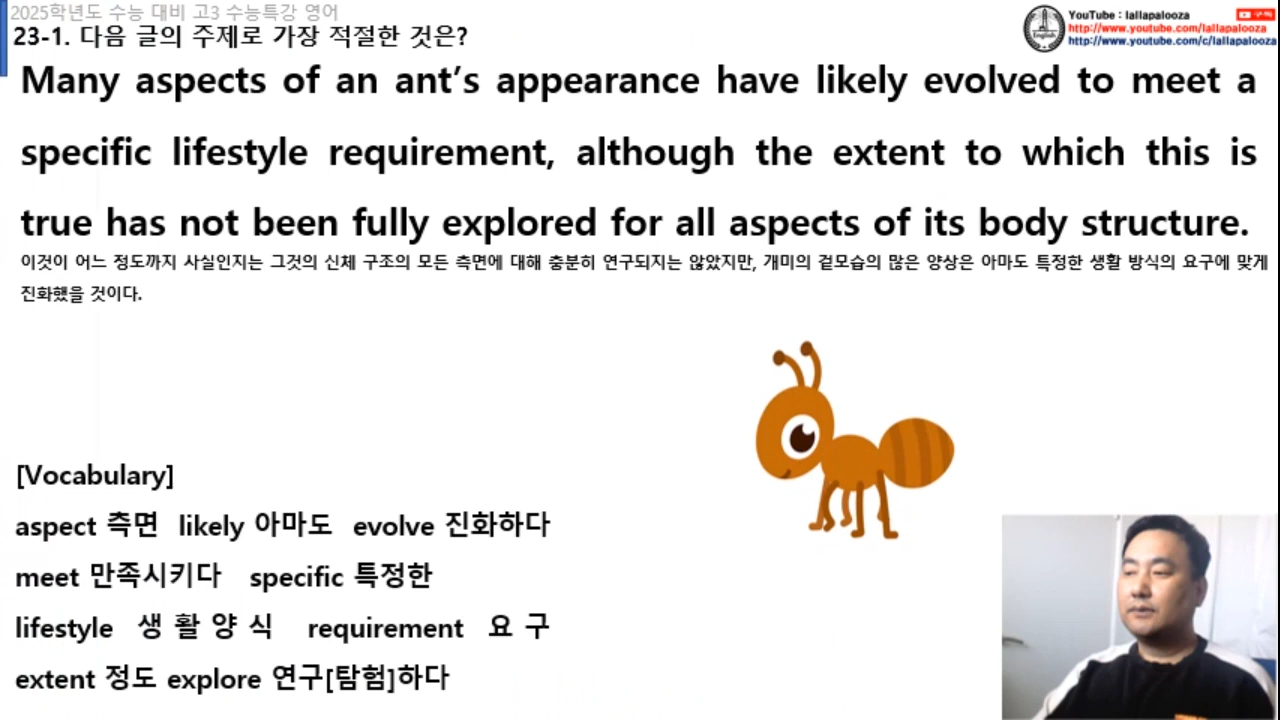 2025학년도 수능 대비 고3 수능특강 영어
23-1. 다음 글의 주제로 가장 적절한 것은?
YouTube : lallapalooza
구독
http://www.youtube.com/lallapalooza
http://www.youtube.com/c/lallapalooza
English
Many aspects of an ant’s appearance have likely evolved to meet a
specific lifestyle requirement, although the extent to which this is
true has not been fully explored for all aspects of its body structure.
이것이 어느 정도까지 사실인지는 그것의 신체 구조의 모든 측면에 대해 충분히 연구되지는 않았지만, 개미의 겉모습의 많은 양상은 아마도 특정한 생활 방식의 요구에 맞게
진화했을 것이다.
[Vocabulary]
aspect 측면 likely 아마도 evolve 진화하다
meet 만족시키다 specific 특정한
lifestyle 생 활 양 식 requirement 요 구
extent 정도 explore 연구[탐험]하다